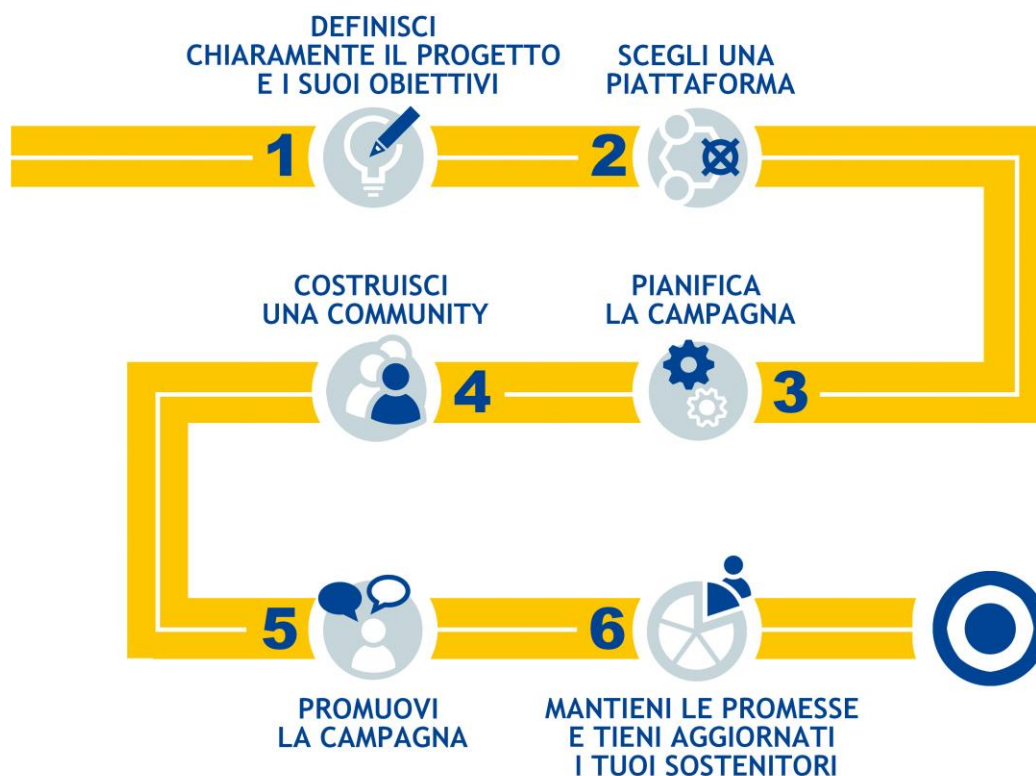 DEFINISCI
CHIARAMENTE IL PROGETTO
E I SUOI OBIETTIVI
1
SCEGLI UNA
PIATTAFORMA
2
PIANIFICA
LA CAMPAGNA
3
COSTRUISCI
UNA COMMUNITY
4
5
PROMUOVI
LA CAMPAGNA
6
MANTIENI LE PROMESSE
E TIENI AGGIORNATI
I TUOI SOSTENITORI